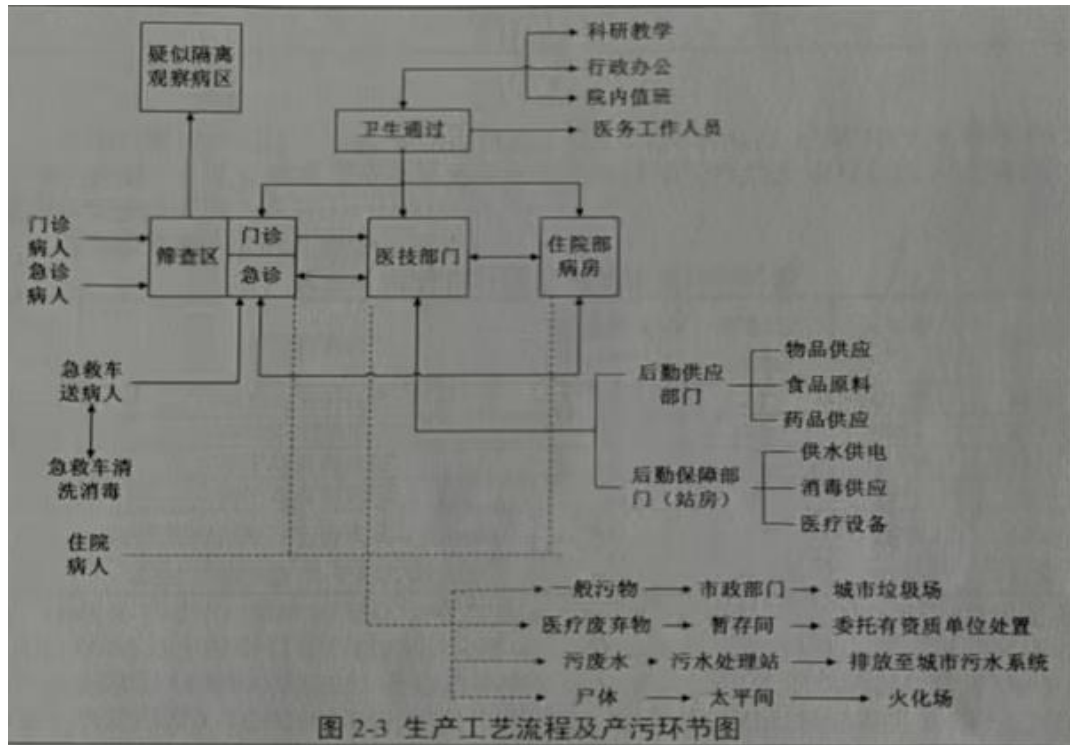 疑似隔离
观察病区
科研教学
行政办公
院内值班
卫生通过
医务工作人员
门诊
病人
急诊
病人
筛查区
门诊
急诊
医技部门
住院部
病房
急救车
送病人
急救车清
洗消毒
后勤供应
部门
物品供应
食品原料
药品供应
后勤保障部
门（站房）
供水供电
消毒供应
医疗设备
住院
病人
一般污物
市政部门
城市垃圾场
医疗废弃物
暂存间
委托有资质单位处置
污废水
污水处理站
排放至城市污水系统
尸体
太平间
火化场
图 2-3 生产工艺流程及产污环节图